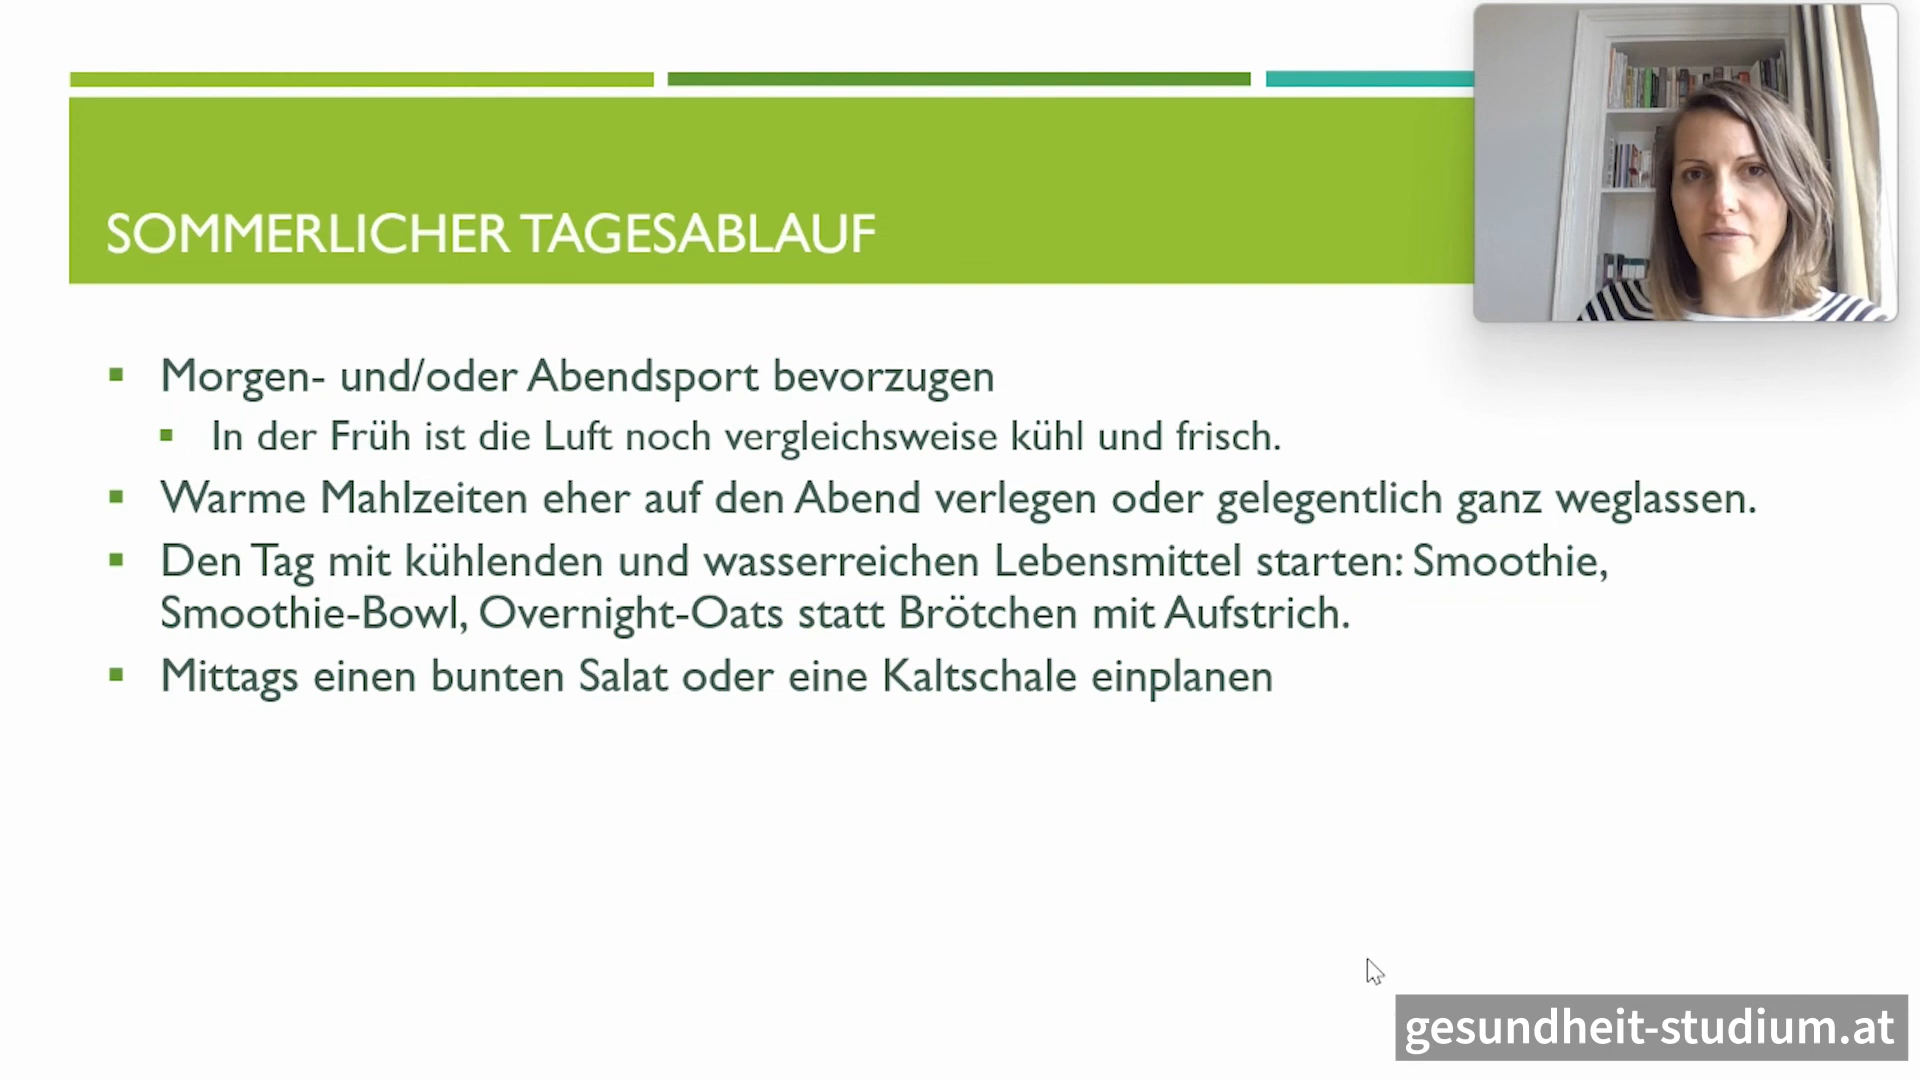 SOMMERLICHER TAGESABLAUF
Morgen- und/oder Abendsport bevorzugen
In der Früh ist die Luft noch vergleichsweise kühl und frisch.
Warme Mahlzeiten eher auf den Abend verlegen oder gelegentlich ganz weglassen.
Den Tag mit kühlenden und wasserreichen Lebensmittel starten: Smoothie,
Smoothie-Bowl, Overnight-Oats statt Brötchen mit Aufstrich.
Mittags einen bunten Salat oder eine Kaltschale einplanen
gesundheit-studium.at